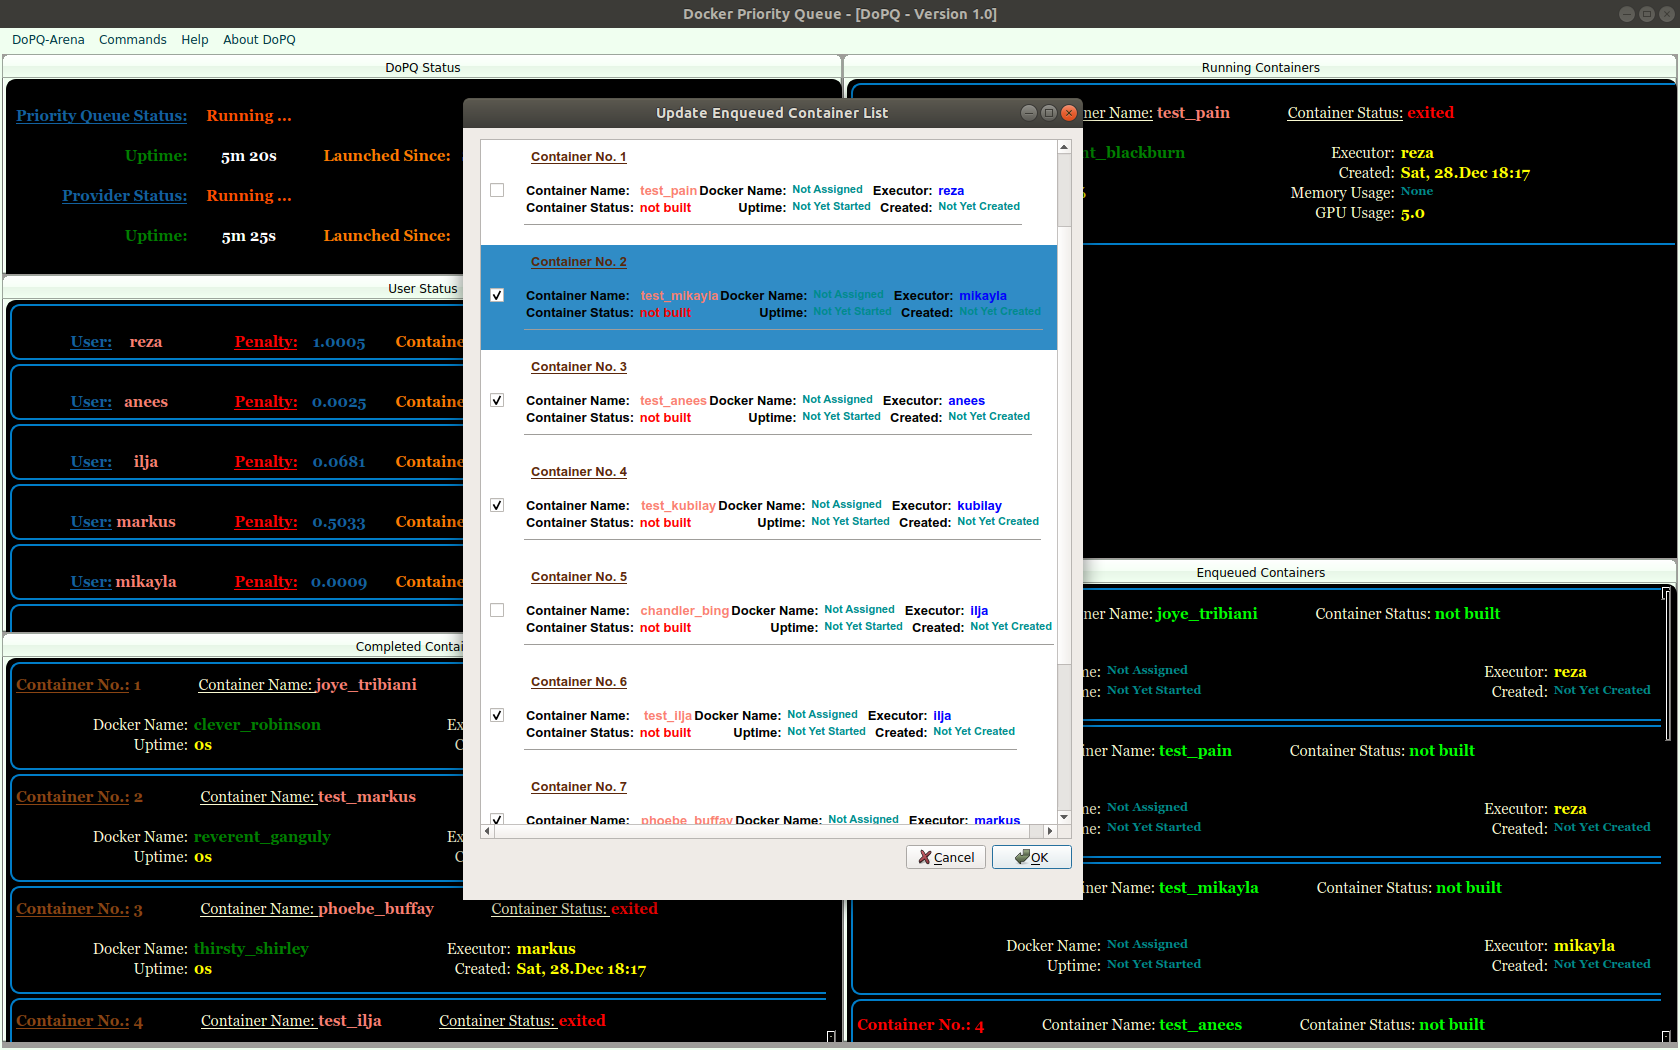 Docker Priority Queue - [DoPQ - Version 1.0]
DoPQ-Arena Commands Help About DoPQ
DoPQ Status
Priority Queue Status: Running ...
Uptime: 5m 20s Launched Since:
Provider Status: Running ...
Uptime: 5m 25s Launched Since:
User Status
User: reza Penalty: 1.0005 Containe
User: anees Penalty: 0.0025 Containe
User: ilja Penalty: 0.0681 Containe
User: markus Penalty: 0.5033 Containe
User: mikayla Penalty: 0.0009 Containe
Completed Contai
Container No.: 1 Container Name: joye_tribiani
Docker Name: clever_robinson Ex
Uptime: 0s C
Container No.: 2 Container Name: test_markus
Docker Name: reverent_ganguly Ex
Uptime: 0s C
Container No.: 3 Container Name: phoebe_buffay Container Status: exited
Docker Name: thirsty_shirley Executor: markus
Uptime: 0s Created: Sat, 28.Dec 18:17
Container No.: 4 Container Name: test_ilja Container Status: exited
Update Enqueued Container List
Container No. 1
Container Name: test_pain Docker Name: Not Assigned Executor: reza
Container Status: not built Uptime: Not Yet Started Created: Not Yet Created
Container No. 2
Container Name: test_mikayla Docker Name: Not Assigned Executor: mikayla
Container Status: not built Uptime: Not Yet Started Created: Not Yet Created
Container No. 3
Container Name: test_anees Docker Name: Not Assigned Executor: anees
Container Status: not built Uptime: Not Yet Started Created: Not Yet Created
Container No. 4
Container Name: test_kubilay Docker Name: Not Assigned Executor: kubilay
Container Status: not built Uptime: Not Yet Started Created: Not Yet Created
Container No. 5
Container Name: chandler_bing Docker Name: Not Assigned Executor: ilja
Container Status: not built Uptime: Not Yet Started Created: Not Yet Created
Container No. 6
Container Name: test_ilja Docker Name: Not Assigned Executor: ilja
Container Status: not built Uptime: Not Yet Started Created: Not Yet Created
Container No. 7
Container Name: phoebe_buffay Docker Name: Not Assigned Executor: markus
Cancel OK
Running Containers
ner Name: test_pain Container Status: exited
nt_blackburn Executor: reza
Created: Sat, 28.Dec 18:17
Memory Usage: None
GPU Usage: 5.0
Enqueued Containers
ner Name: joye_tribiani Container Status: not built
me: Not Assigned Executor: reza
me: Not Yet Started Created: Not Yet Created
iner Name: test_pain Container Status: not built
me: Not Assigned Executor: reza
me: Not Yet Started Created: Not Yet Created
iner Name: test_mikayla Container Status: not built
Docker Name: Not Assigned Executor: mikayla
Uptime: Not Yet Started Created: Not Yet Created
Container No.: 4 Container Name: test_anees Container Status: not built